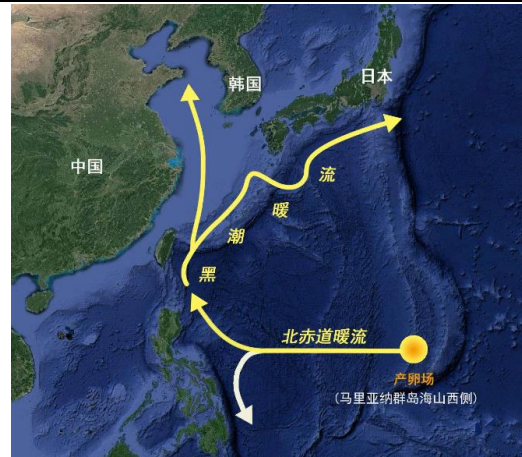 韩国
日本
中国
黑潮暖流
北赤道暖流
产卵场
(马里亚纳群岛海山西侧)